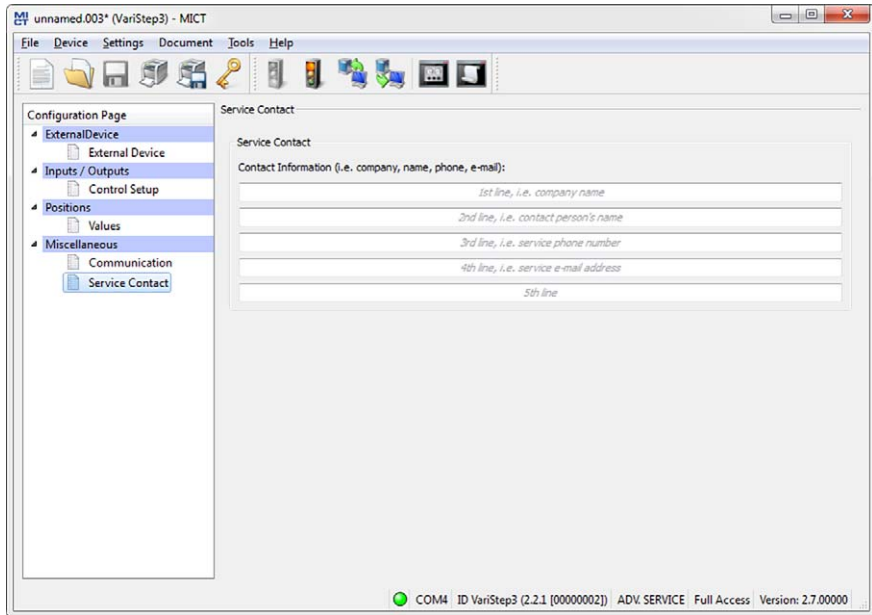 MICT unnamed.003* (VariStep3) - MICT
File Device Settings Document Tools Help
Configuration Page
ExternalDevice
External Device
Inputs / Outputs
Control Setup
Positions
Values
Miscellaneous
Communication
Service Contact
Service Contact
Service Contact
Contact Information (i.e. company, name, phone, e-mail):
1st line, i.e. company name
2nd line, i.e. contact person's name
3rd line, i.e. service phone number
4th line, i.e. service e-mail address
5th line
COM4 ID VariStep3 (2.2.1 [00000002]) ADV. SERVICE Full Access Version: 2.7.00000